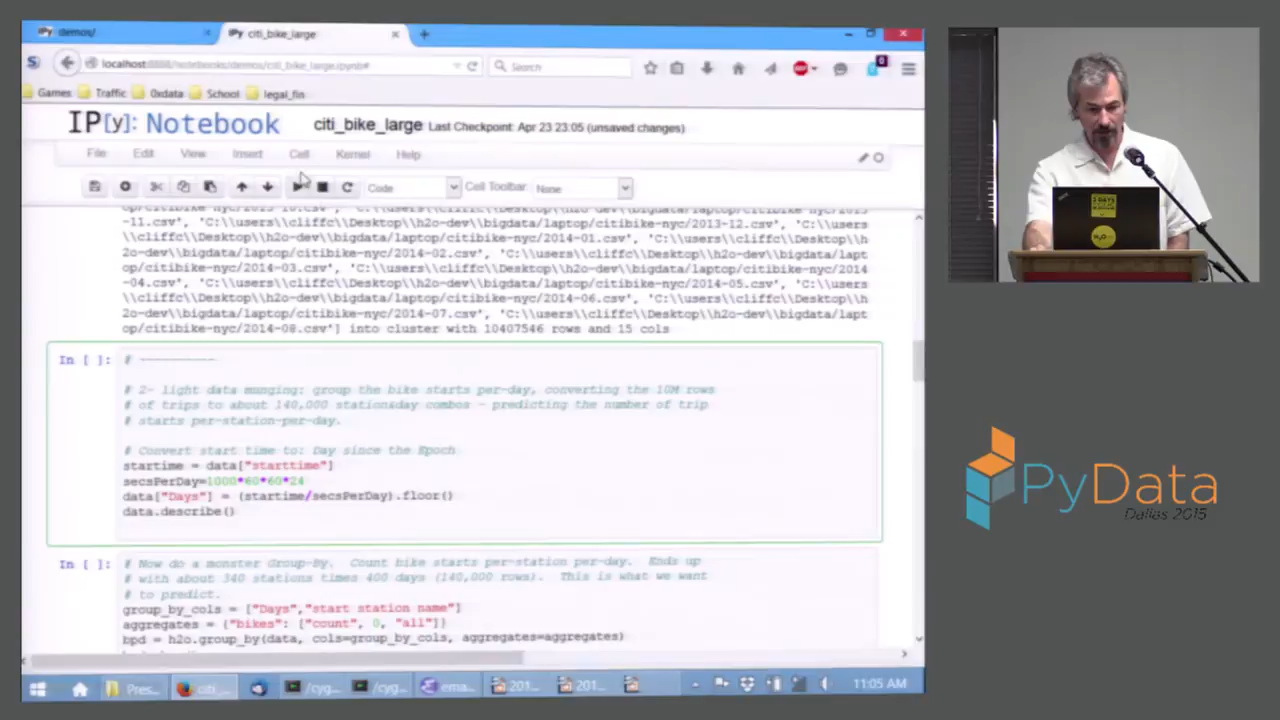 demos/
IPy citi_bike_large
localhost:8888/notebooks/demos/citi_bike_large.ipynb#
Search
Games
Traffic
0xdata
School
legal_fin
IP[y]: Notebook
citi_bike_large Last Checkpoint: Apr 23 23:05 (unsaved changes)
File Edit View Insert Cell Kernel Help
Code
Cell Toolbar: None
-11.csv', 'C:\\users\\cliffc\\Desktop\\h2o-dev\\bigdata/laptop/citibike-nyc/2013-12.csv', 'C:\\users
\\cliffc\\Desktop\\h2o-dev\\bigdata/laptop/citibike-nyc/2014-01.csv', 'C:\\users\\cliffc\\Desktop\\h
2o-dev\\bigdata/laptop/citibike-nyc/2014-02.csv', 'C:\\users\\cliffc\\Desktop\\h2o-dev\\bigdata/lapt
op/citibike-nyc/2014-03.csv', 'C:\\users\\cliffc\\Desktop\\h2o-dev\\bigdata/laptop/citibike-nyc/2014
-04.csv', 'C:\\users\\cliffc\\Desktop\\h2o-dev\\bigdata/laptop/citibike-nyc/2014-05.csv', 'C:\\users
\\cliffc\\Desktop\\h2o-dev\\bigdata/laptop/citibike-nyc/2014-06.csv', 'C:\\users\\cliffc\\Desktop\\h
2o-dev\\bigdata/laptop/citibike-nyc/2014-07.csv', 'C:\\users\\cliffc\\Desktop\\h2o-dev\\bigdata/lapt
op/citibike-nyc/2014-08.csv'] into cluster with 10407546 rows and 15 cols
In [ ]: # ----------
# 2- light data munging: group the bike starts per-day, converting the 10M rows
# of trips to about 140,000 station&day combos - predicting the number of trip
# starts per-station-per-day.
# Convert start time to: Day since the Epoch
startime = data["starttime"]
secsPerDay=1000*60*60*24
data["Days"] = (startime/secsPerDay).floor()
data.describe()
In [ ]: # Now do a monster Group-By. Count bike starts per-station per-day. Ends up
# with about 340 stations times 400 days (140,000 rows). This is what we want
# to predict.
group_by_cols = ["Days","start station name"]
aggregates = {"bikes": ["count", 0, "all"]}
bpd = h2o.group_by(data, cols=group_by_cols, aggregates=aggregates)
Pres...
citi_...
/cyg...
/cyg...
ema...
201...
201...
11:05 AM
PyData
Dallas 2015